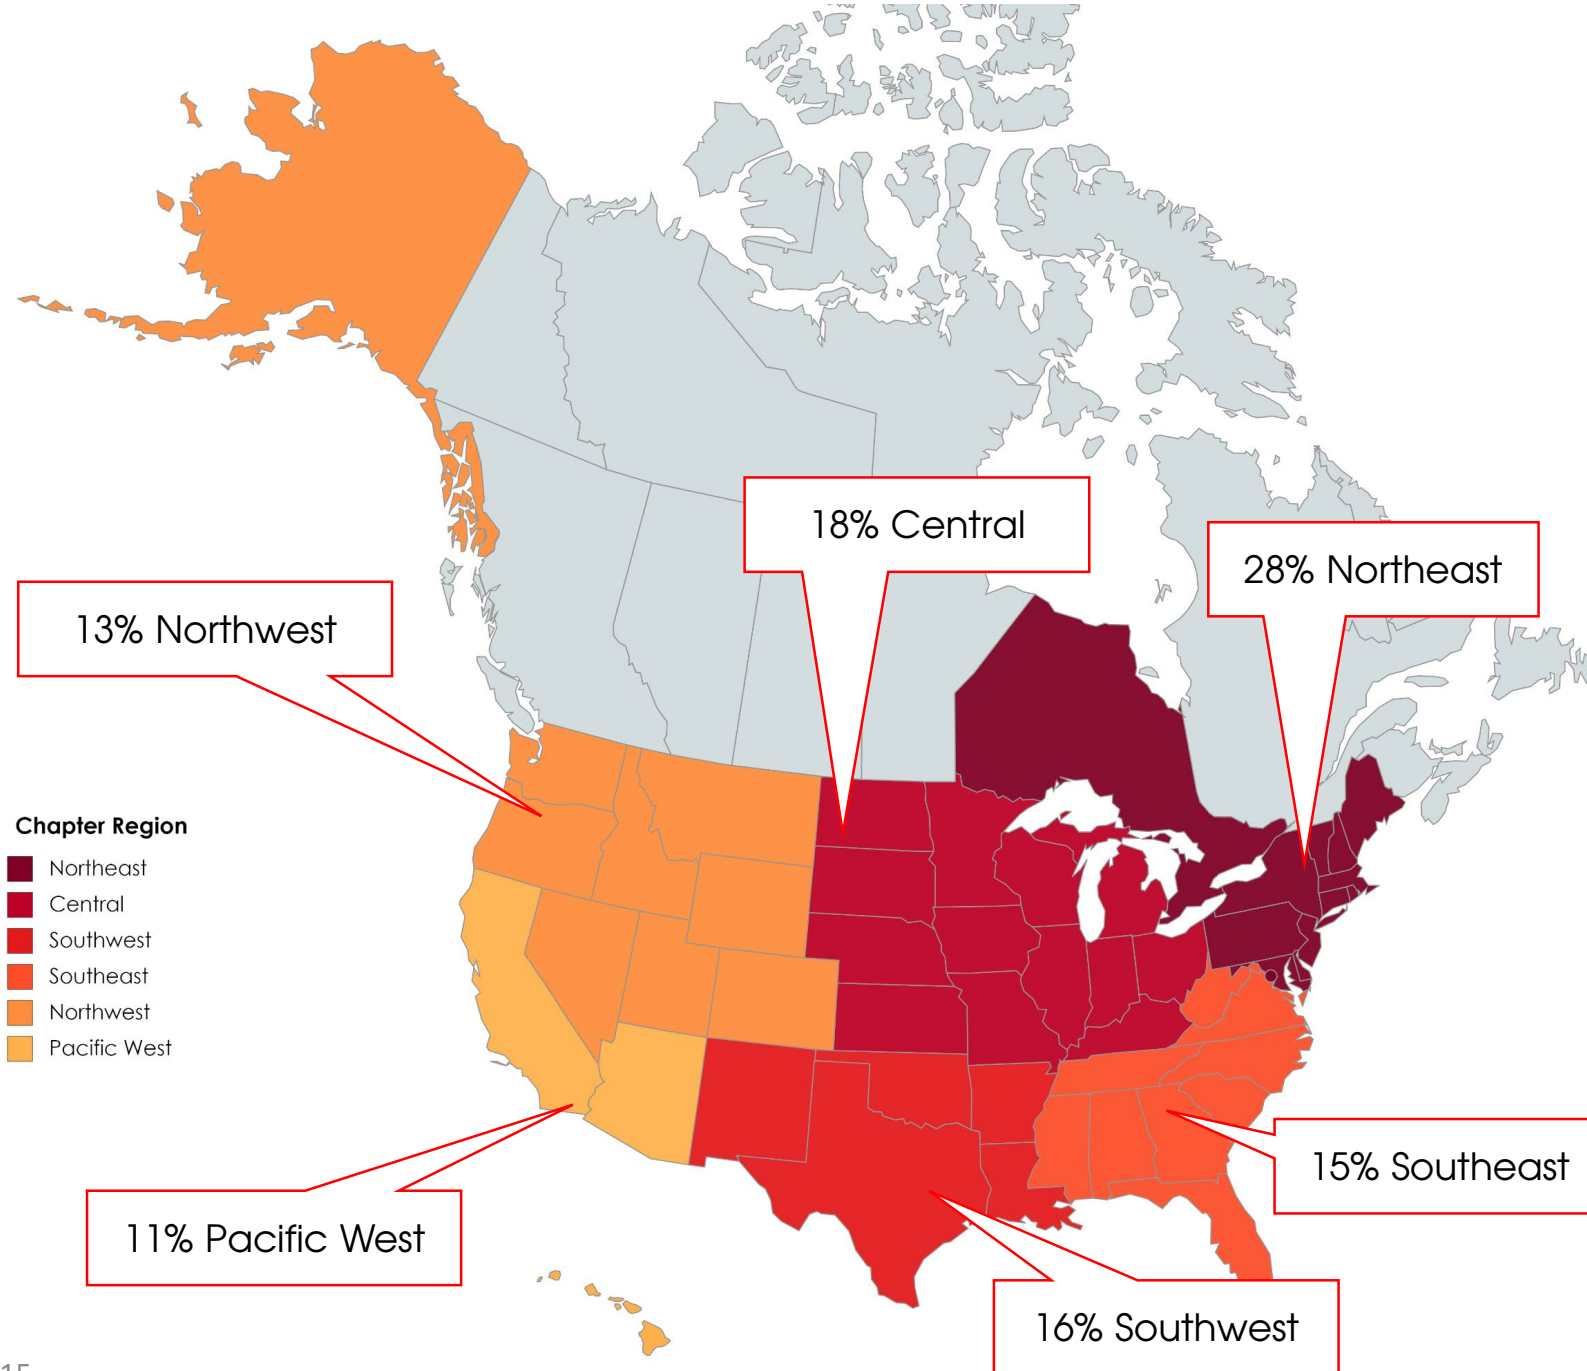 18% Central
28% Northeast
13% Northwest
Chapter Region
Northeast
Central
Southwest
Southeast
Northwest
Pacific West
15% Southeast
11% Pacific West
16% Southwest
15